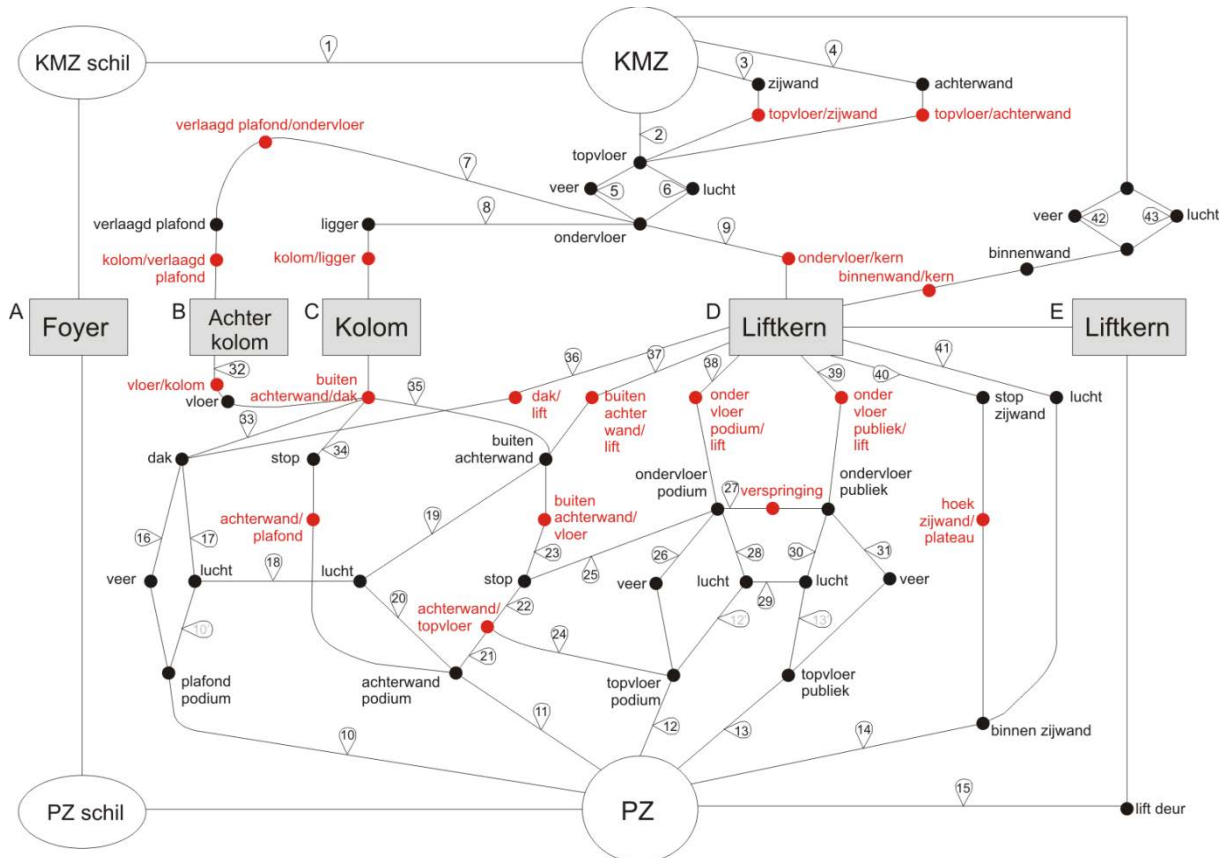 1
KMZ schil
KMZ
4
3
zijwand
achterwand
topvloer/zijwand
topvloer/achterwand
verlaagd plafond/ondervloer
2
topvloer
7
veer
5
6
lucht
8
verlaagd plafond
ligger
ondervloer
9
veer
42
43
lucht
binnenwand
kolom/verlaagd
plafond
kolom/ligger
ondervloer/kern
binnenwand/kern
A
Foyer
B
Achter
kolom
C
Kolom
D
Liftkern
E
Liftkern
32
vloer/kolom
vloer
buiten
achterwand/dak
35
36
37
38
39
40
41
dak/
lift
buiten
achter
wand/
lift
onder
vloer
podium/
lift
onder
vloer
publiek/
lift
stop
zijwand
lucht
33
34
dak
stop
buiten
achterwand
ondervloer
podium
27
verspringing
ondervloer
publiek
achterwand/
plafond
19
buiten
achterwand/
vloer
hoek
zijwand/
plateau
16
17
23
25
26
28
30
31
veer
lucht
18
lucht
stop
veer
lucht
29
lucht
veer
10'
20
22
achterwand/
topvloer
24
12'
13'
21
plafond
podium
achterwand
podium
topvloer
podium
topvloer
publiek
10
11
12
13
14
binnen zijwand
PZ schil
PZ
15
lift deur